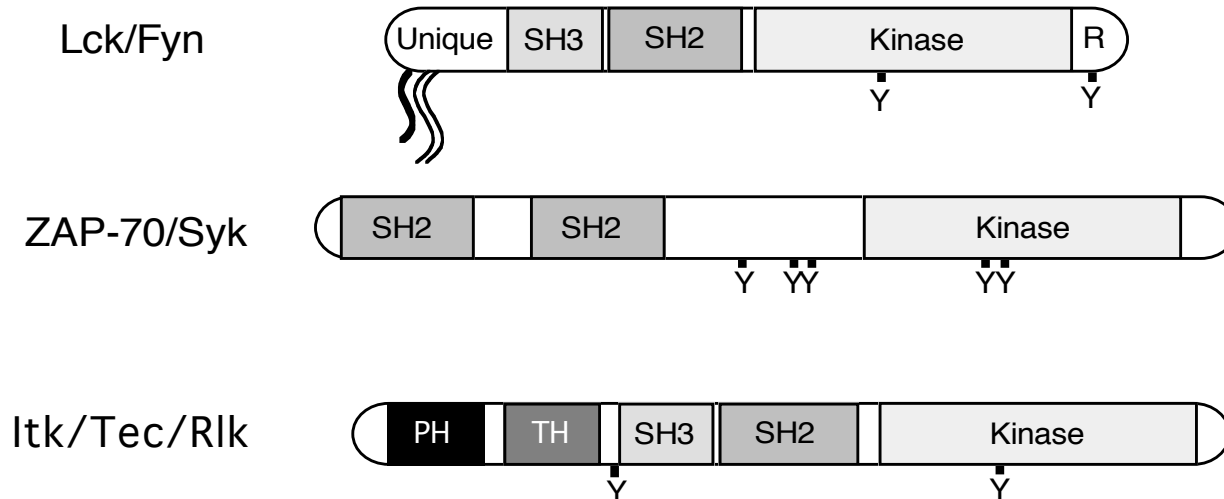 Lck/Fyn Unique SH3 SH2 Kinase R
Y Y
ZAP-70/Syk SH2 SH2 Kinase
Y YY YY
Itk/Tec/Rlk PH TH SH3 SH2 Kinase
Y Y